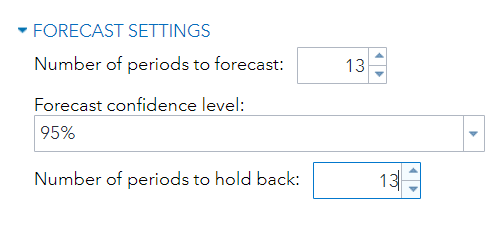 FORECAST SETTINGS
Number of periods to forecast: 13
Forecast confidence level:
95%
Number of periods to hold back: 13